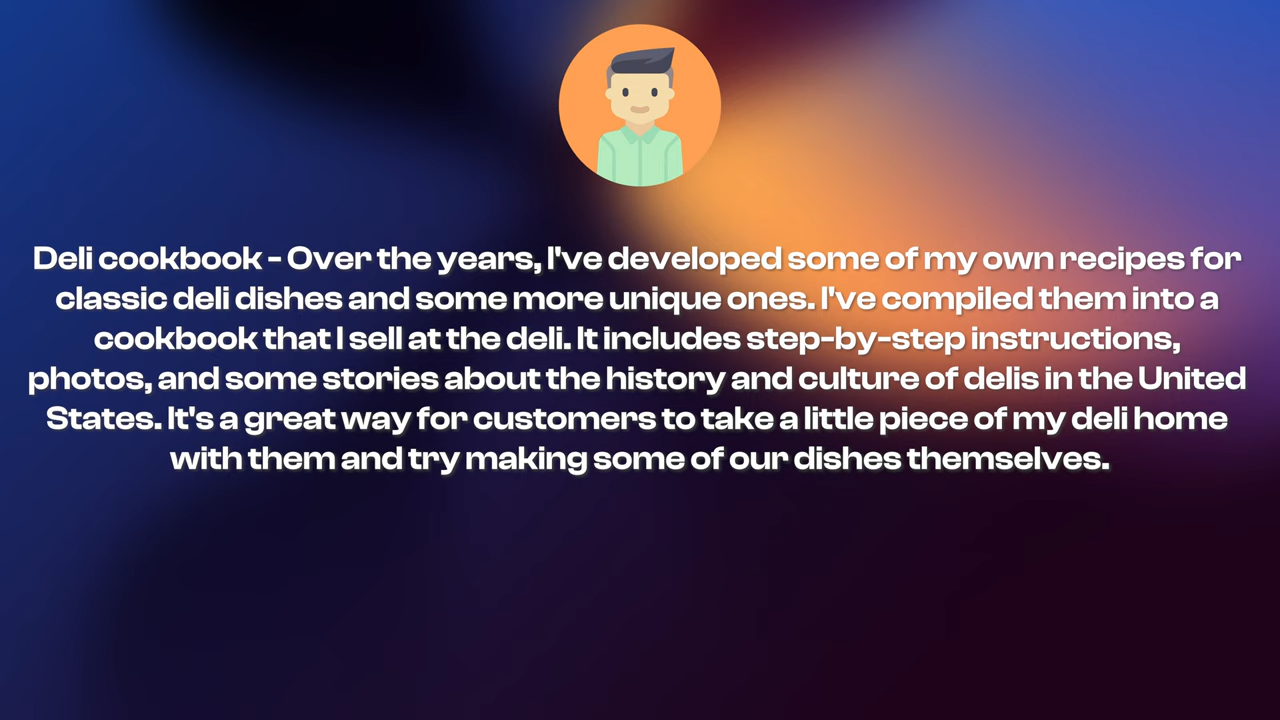 Deli cookbook - Over the years, I've developed some of my own recipes for
classic deli dishes and some more unique ones. I've compiled them into a
cookbook that I sell at the deli. It includes step-by-step instructions,
photos, and some stories about the history and culture of delis in the United
States. It's a great way for customers to take a little piece of my deli home
with them and try making some of our dishes themselves.